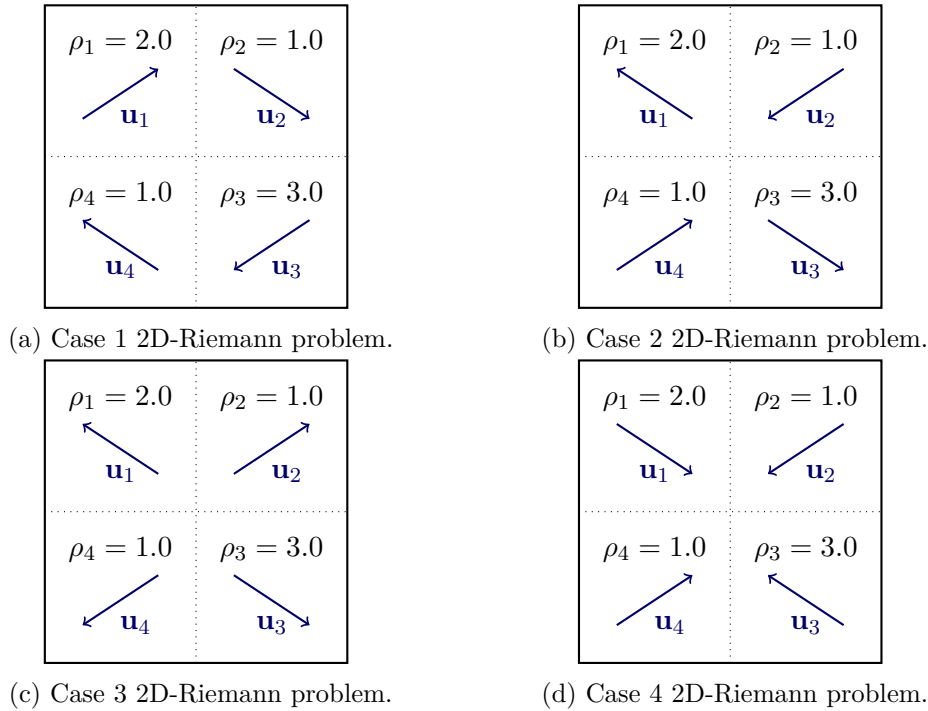 ρ₁ = 2.0 ρ₂ = 1.0 ρ₁ = 2.0 ρ₂ = 1.0
u₁ u₂ u₁ u₂
ρ₄ = 1.0 ρ₃ = 3.0 ρ₄ = 1.0 ρ₃ = 3.0
u₄ u₃ u₄ u₃
(a) Case 1 2D-Riemann problem. (b) Case 2 2D-Riemann problem.
ρ₁ = 2.0 ρ₂ = 1.0 ρ₁ = 2.0 ρ₂ = 1.0
u₁ u₂ u₁ u₂
ρ₄ = 1.0 ρ₃ = 3.0 ρ₄ = 1.0 ρ₃ = 3.0
u₄ u₃ u₄ u₃
(c) Case 3 2D-Riemann problem. (d) Case 4 2D-Riemann problem.